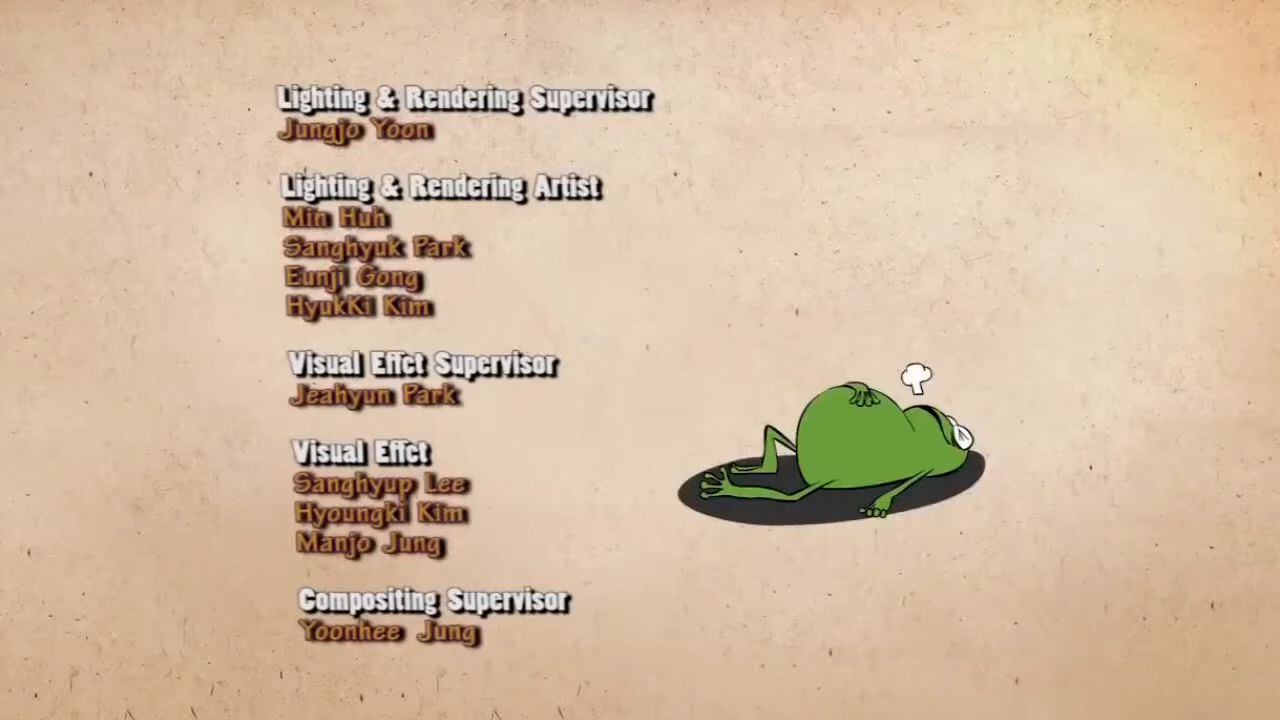 Lighting & Rendering Supervisor
Jungjo Yoon
Lighting & Rendering Artist
Min Huh
Sanghyuk Park
Eunji Gong
HyukKi Kim
Visual Effct Supervisor
Jeahyun Park
Visual Effct
Sanghyup Lee
Hyoungki Kim
Manjo Jung
Compositing Supervisor
Yoonhee Jung